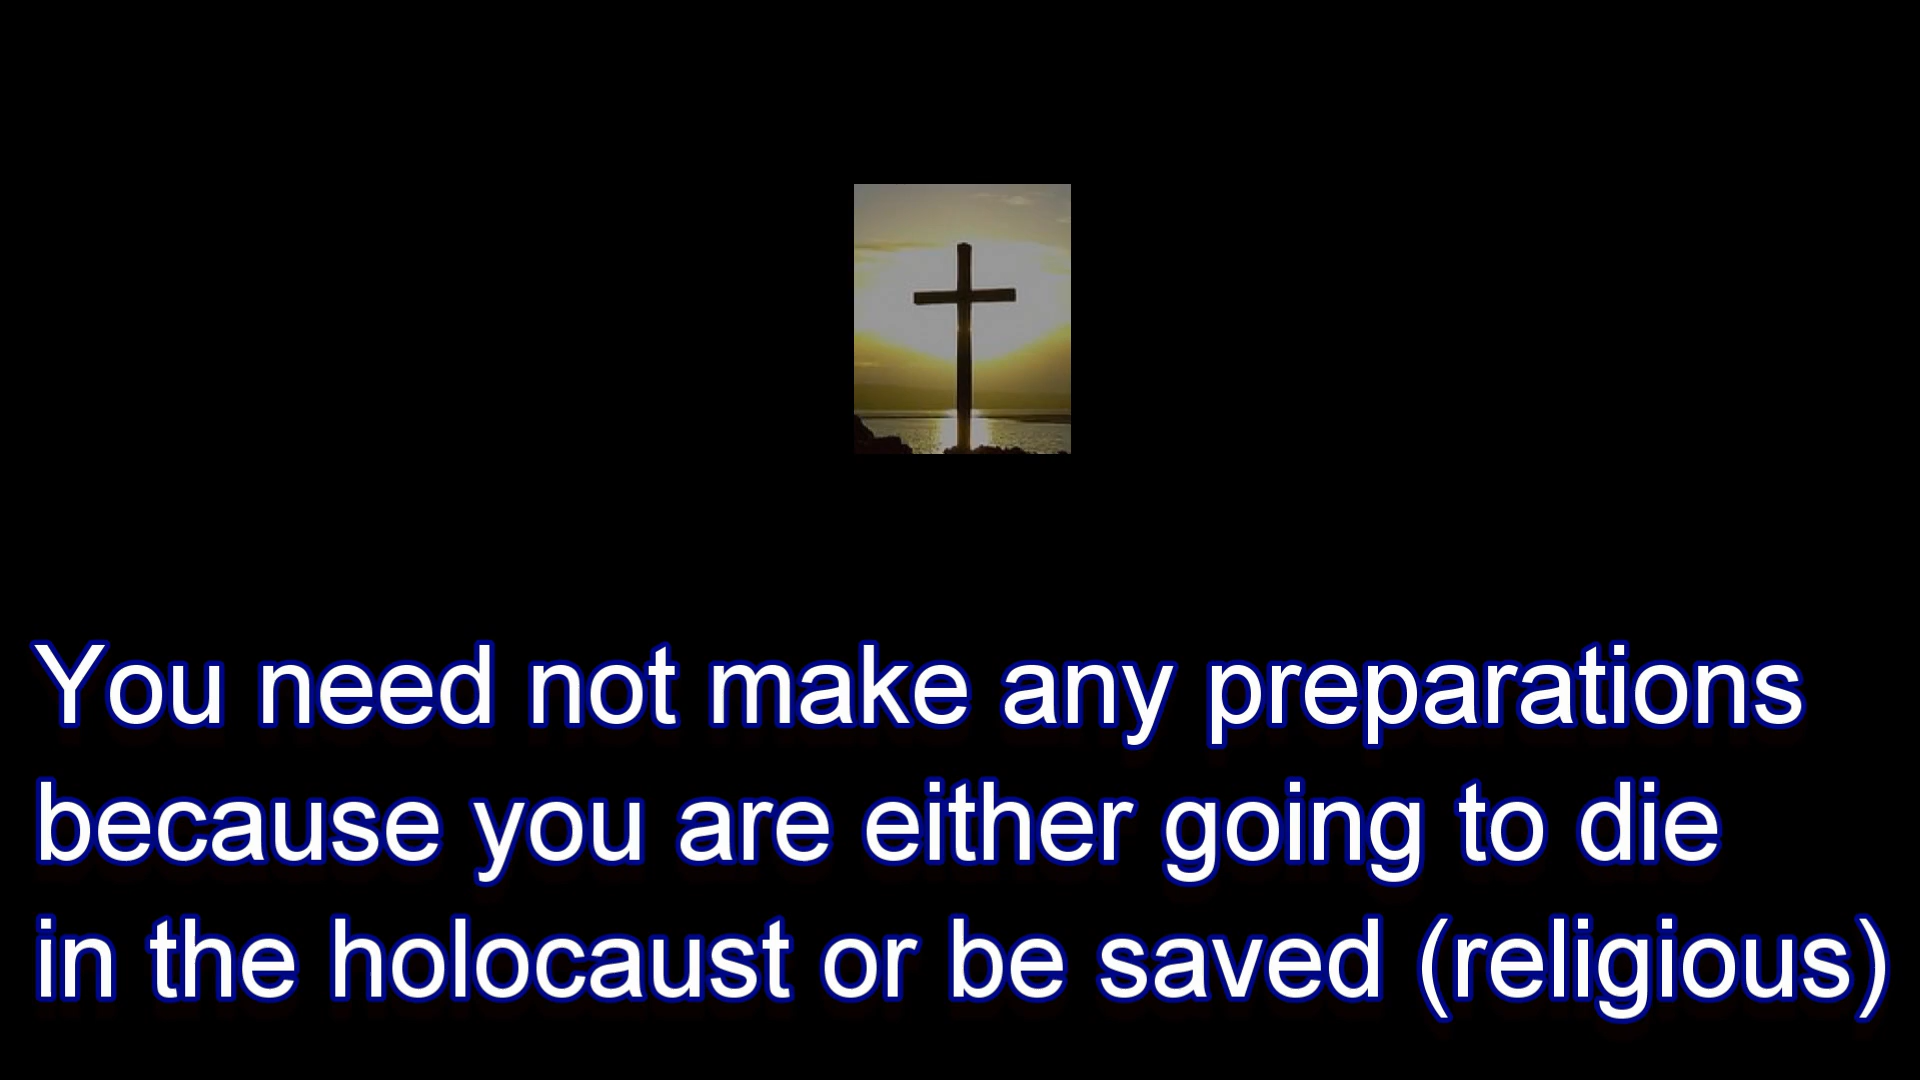 You need not make any preparations
because you are either going to die
in the holocaust or be saved (religious)